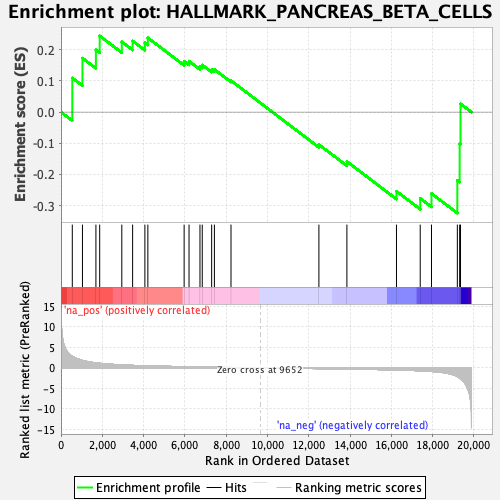 Enrichment plot: HALLMARK_PANCREAS_BETA_CELLS
Enrichment score (ES)
0.2
0.1
0.0
-0.1
-0.2
-0.3
'na_pos' (positively correlated)
Ranked list metric (PreRanked)
15
10
5
0
-5
-10
-15
Zero cross at 9652
'na_neg' (negatively correlated)
0 2,000 4,000 6,000 8,000 10,000 12,000 14,000 16,000 18,000 20,000
Rank in Ordered Dataset
Enrichment profile Hits Ranking metric scores